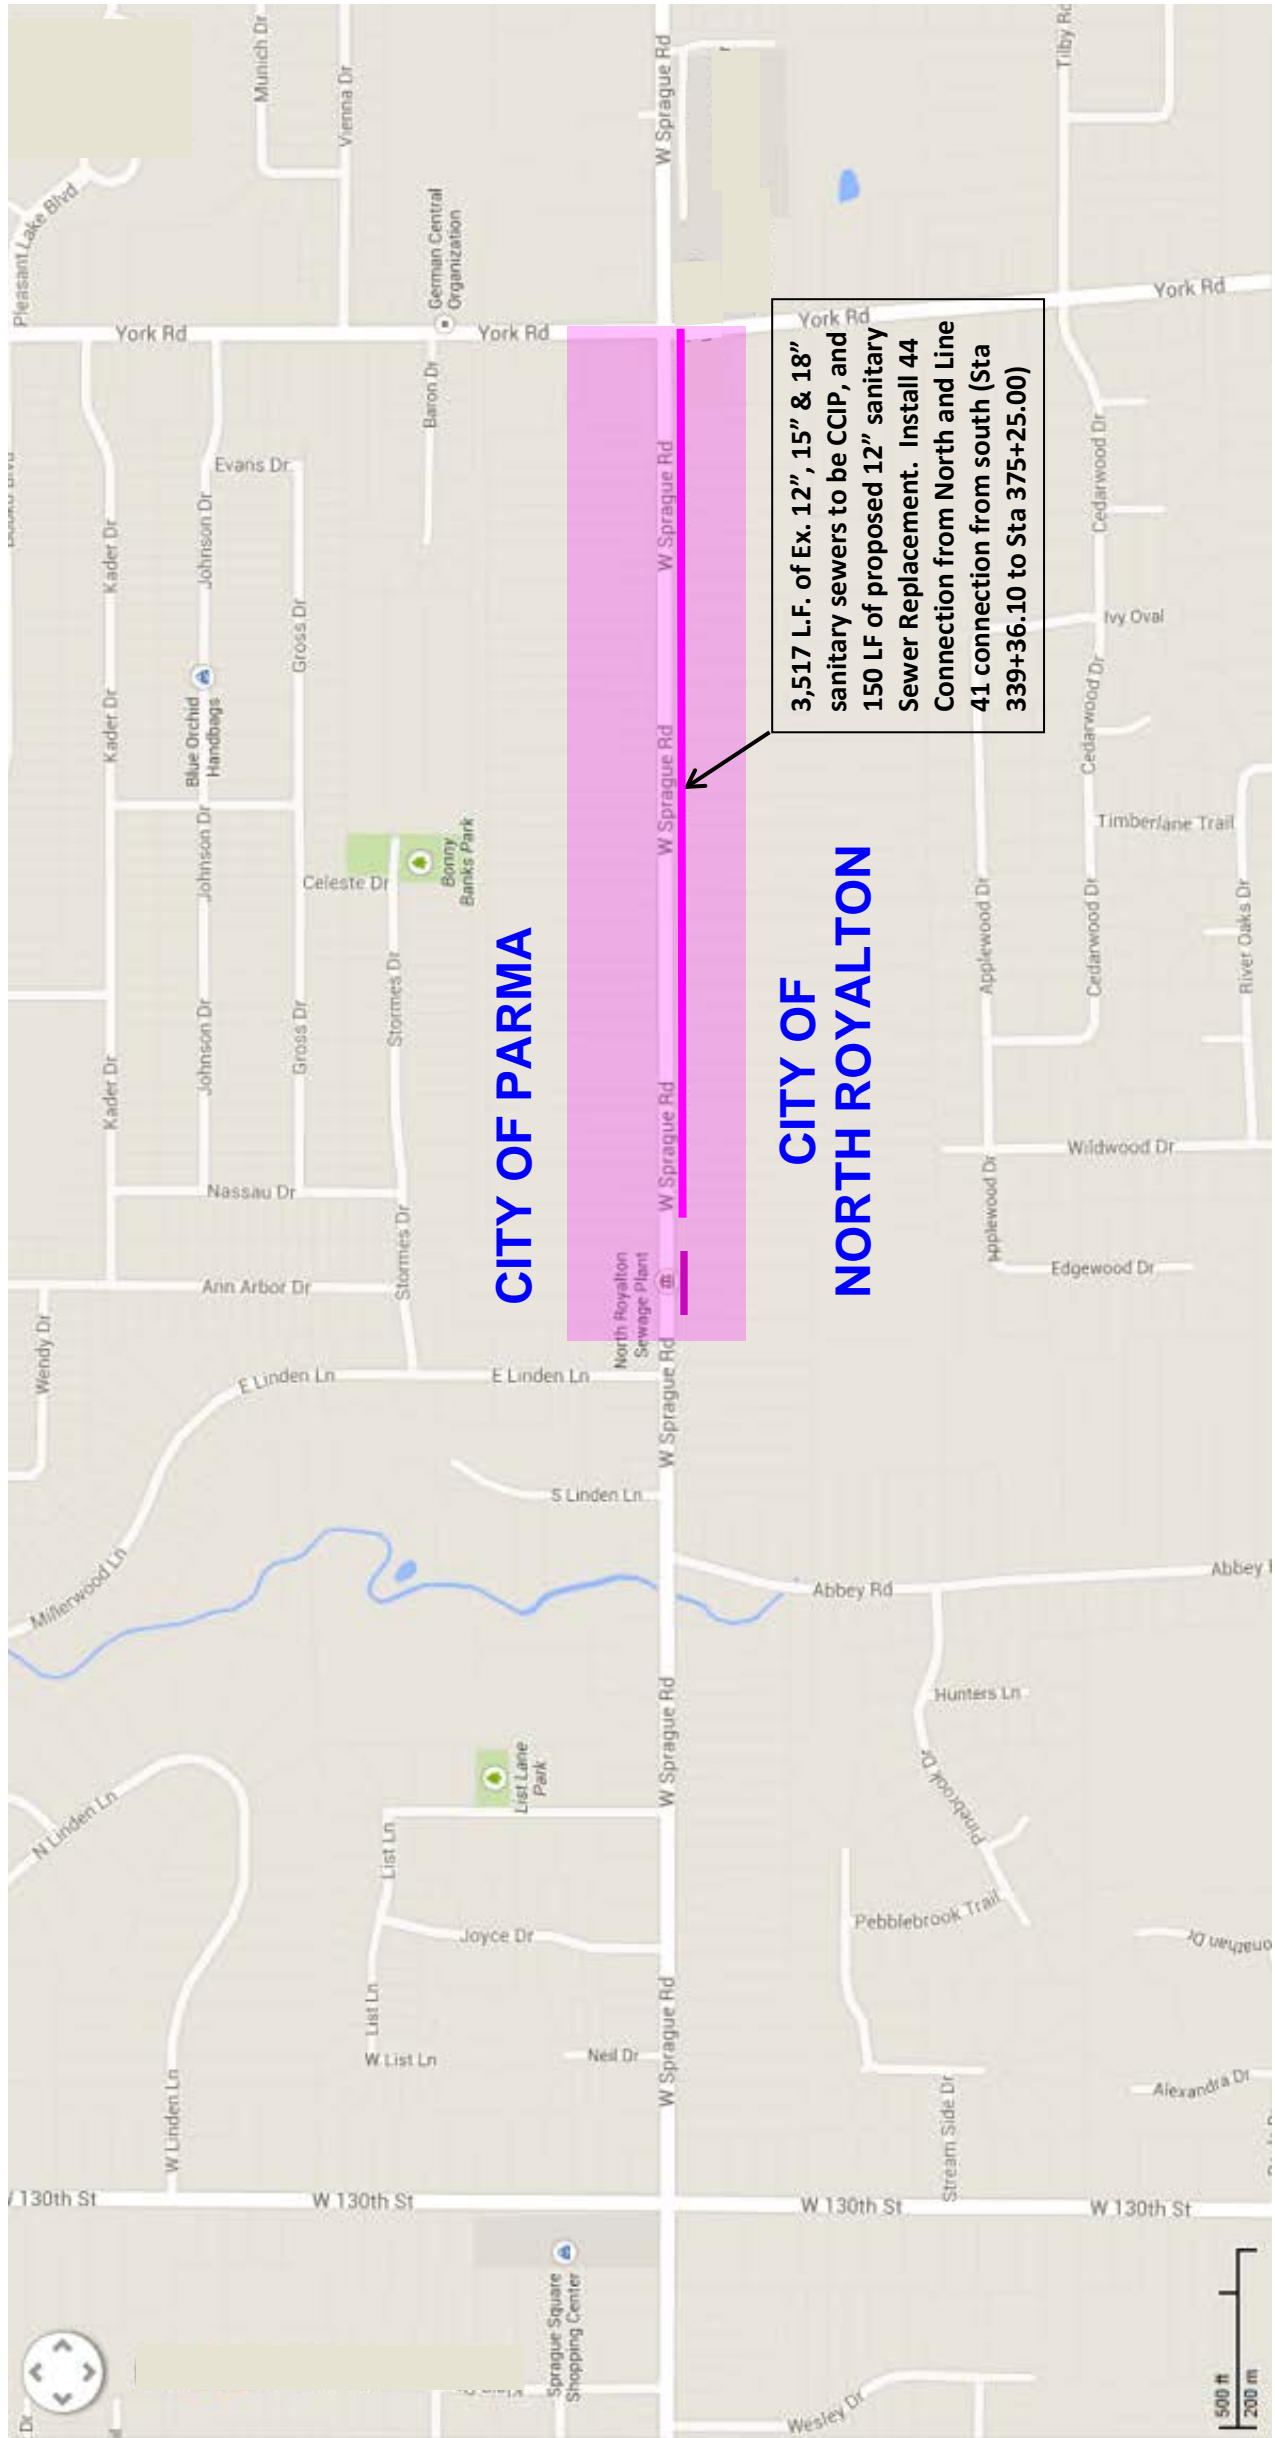 Munich Dr
Pleasant Lake Blvd
Vienna Dr
W Sprague Rd
W Sprague Rd
Tilby Rd
German Central
Organization
York Rd
York Rd
York Rd
York Rd
Baron Dr
Evans Dr
Kader Dr
Johnson Dr
Gross Dr
W Sprague Rd
3,517 L.F. of Ex. 12”, 15” & 18”
sanitary sewers to be CCIP, and
150 LF of proposed 12” sanitary
Sewer Replacement.  Install 44
Connection from North and Line
41 connection from south (Sta
339+36.10 to Sta 375+25.00)
Cedarwood Dr
Ivy Oval
Kader Dr
Blue Orchid
Handbags
W Sprague Rd
Cedarwood Dr
Timberlane Trail
Johnson Dr
Celeste Dr
Bonny
Banks Park
Applewood Dr
Cedarwood Dr
River Oaks Dr
Stormes Dr
CITY OF PARMA
CITY OF
NORTH ROYALTON
Kader Dr
Johnson Dr
Gross Dr
W Sprague Rd
Wildwood Dr
Nassau Dr
Applewood Dr
Stormes Dr
Ann Arbor Dr
North Royalton
Sewage Plant
Edgewood Dr
Wendy Dr
E Linden Ln
E Linden Ln
W Sprague Rd
S Linden Ln
Millerwood Ln
Abbey Rd
Abbey
Hunters Ln
W Sprague Rd
List Lane
Park
Pinebrook Dr
N Linden Ln
List Ln
Joyce Dr
Pebblebrook Trail
onathan Dr
List Ln
W List Ln
Neil Dr
W Sprague Rd
Alexandra Dr
W Linden Ln
Stream Side Dr
130th St
W 130th St
W 130th St
W 130th St
Sprague Square
Shopping Center
Wesley Dr
Dr
500 ft
200 m